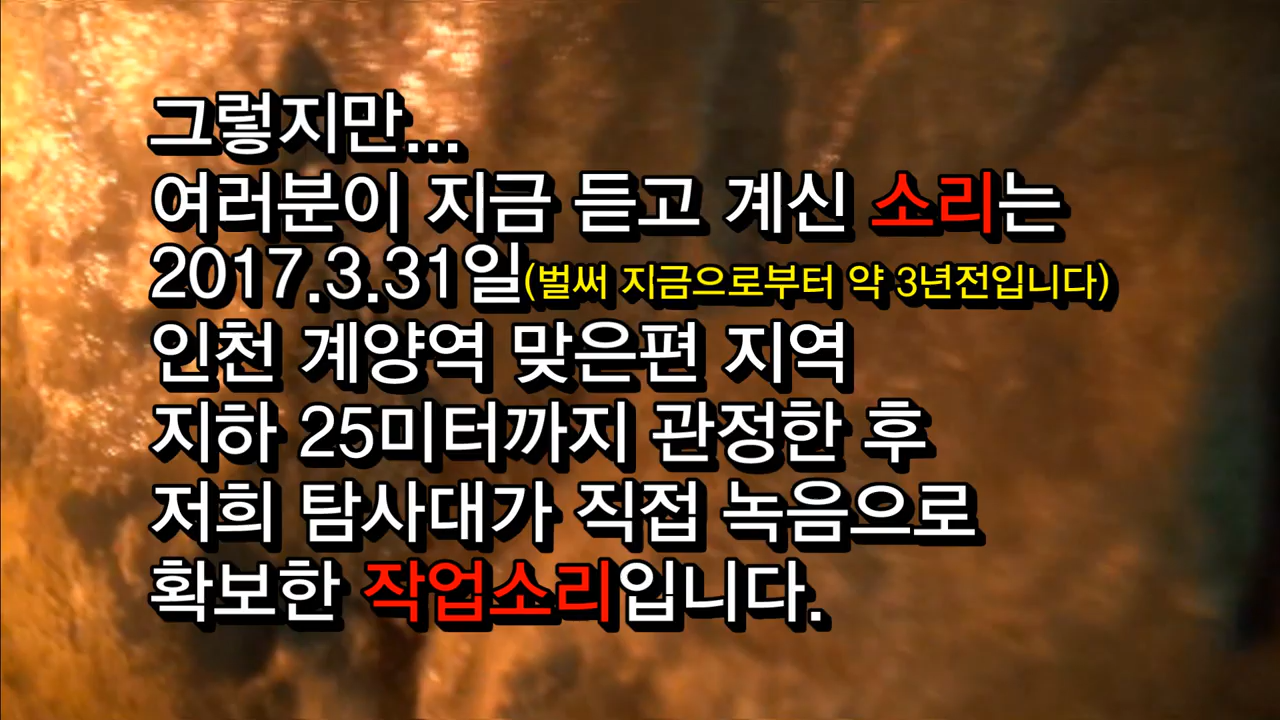 그렇지만...
여러분이 지금 듣고 계신 소리는
2017.3.31일(벌써 지금으로부터 약 3년전입니다)
인천 계양역 맞은편 지역
지하 25미터까지 관정한 후
저희 탐사대가 직접 녹음으로
확보한 작업소리입니다.